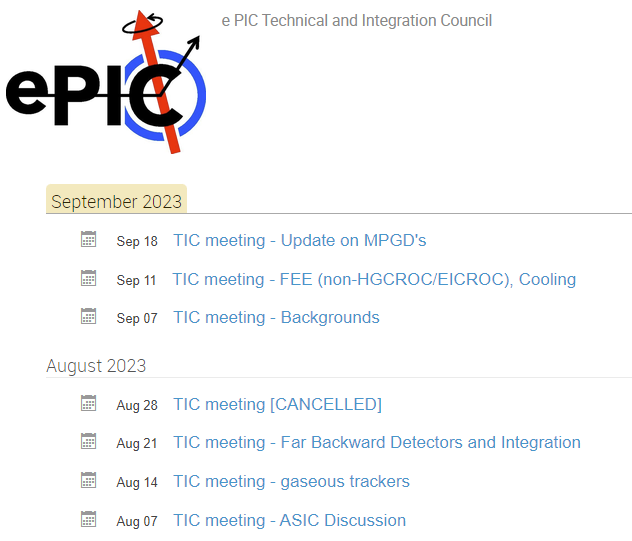 e PIC Technical and Integration Council
ePIC
September 2023
Sep 18 TIC meeting - Update on MPGD's
Sep 11 TIC meeting - FEE (non-HGCROC/EICROC), Cooling
Sep 07 TIC meeting - Backgrounds
August 2023
Aug 28 TIC meeting [CANCELLED]
Aug 21 TIC meeting - Far Backward Detectors and Integration
Aug 14 TIC meeting - gaseous trackers
Aug 07 TIC meeting - ASIC Discussion